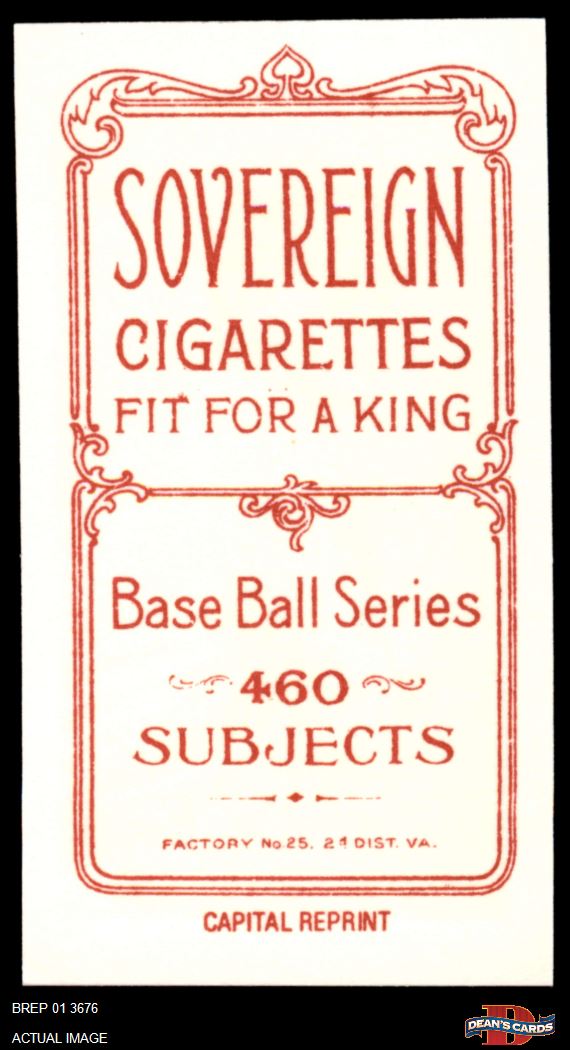 SOVEREIGN
CIGARETTES
FIT FOR A KING
Base Ball Series
460
SUBJECTS
FACTORY No 25. 2d DIST. VA.
CAPITAL REPRINT
BREP 01 3676
ACTUAL IMAGE
D
DEAN'S CARDS